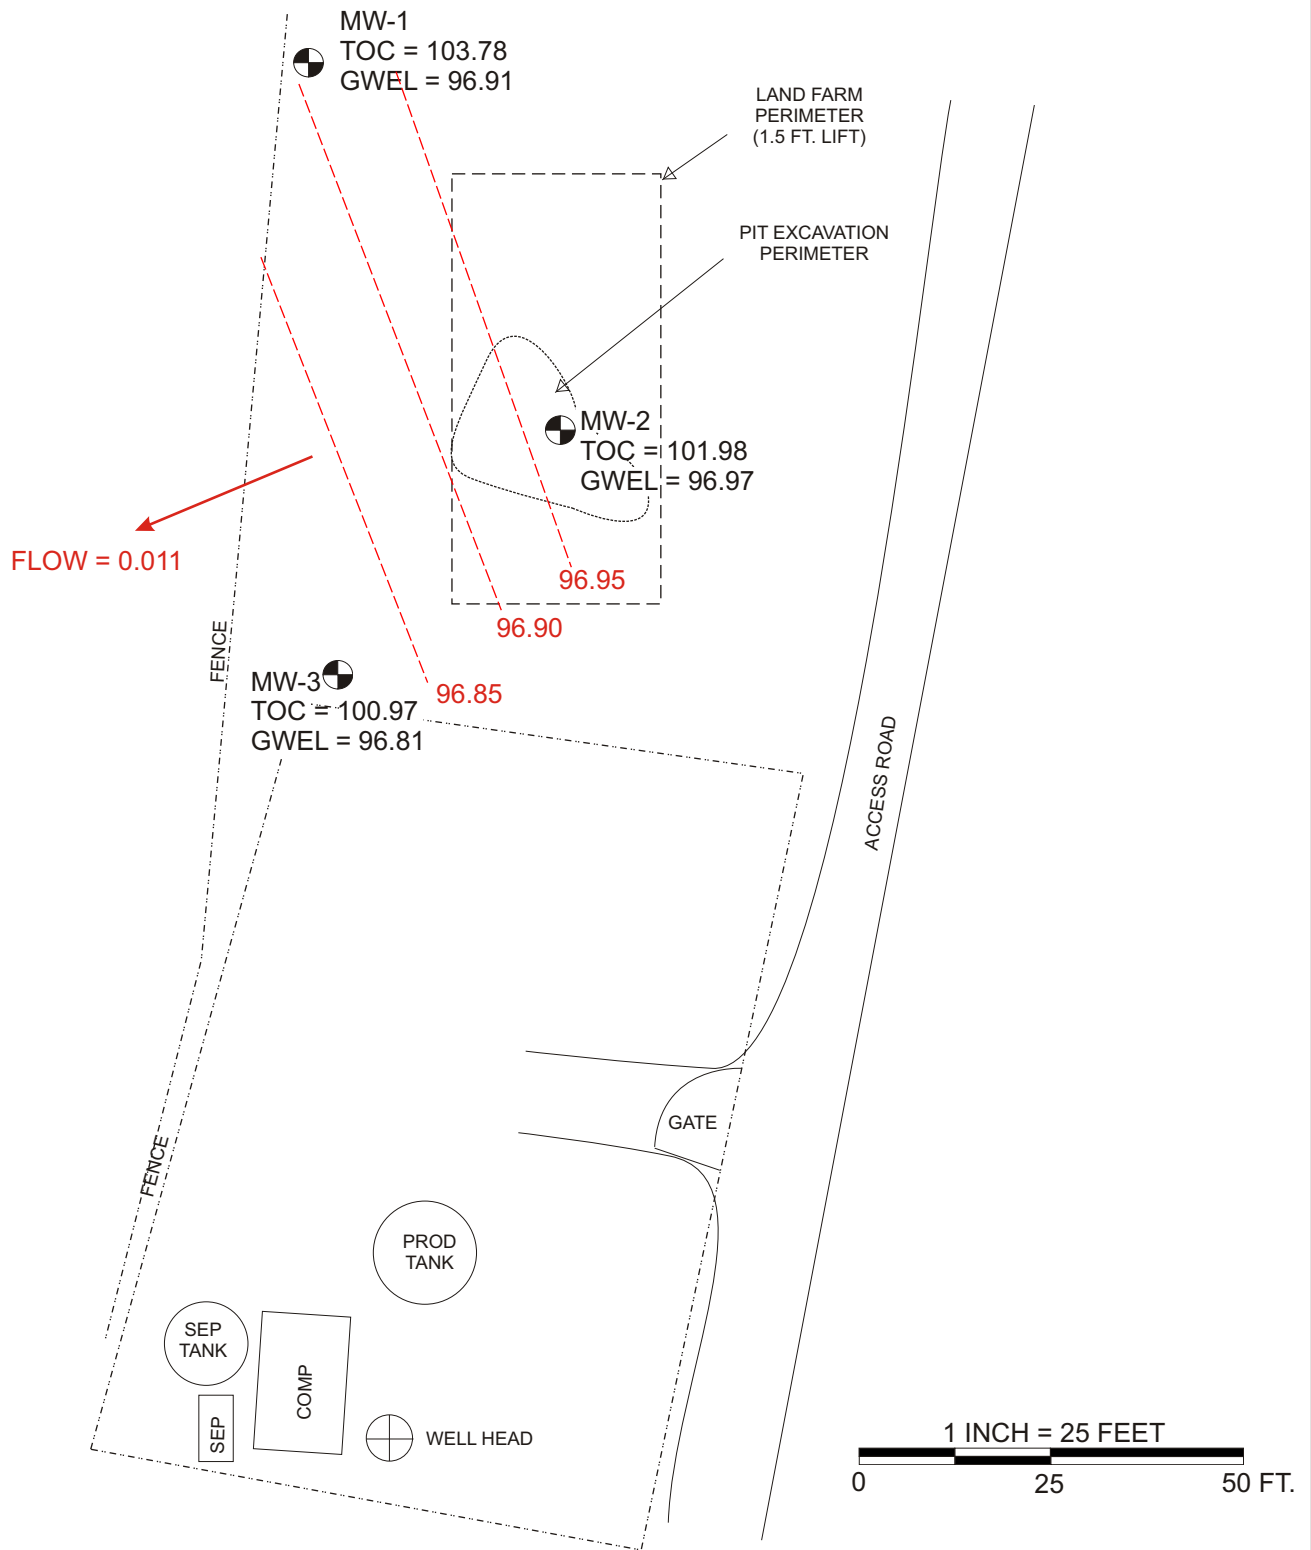 MW-1
TOC = 103.78
GWEL = 96.91
LAND FARM
PERIMETER
(1.5 FT. LIFT)
PIT EXCAVATION
PERIMETER
MW-2
TOC = 101.98
GWEL = 96.97
FLOW = 0.011
96.95
96.90
96.85
FENCE
MW-3
TOC = 100.97
GWEL = 96.81
ACCESS ROAD
GATE
FENCE
PROD
TANK
SEP
TANK
COMP
SEP
WELL HEAD
1 INCH = 25 FEET
0 25 50 FT.